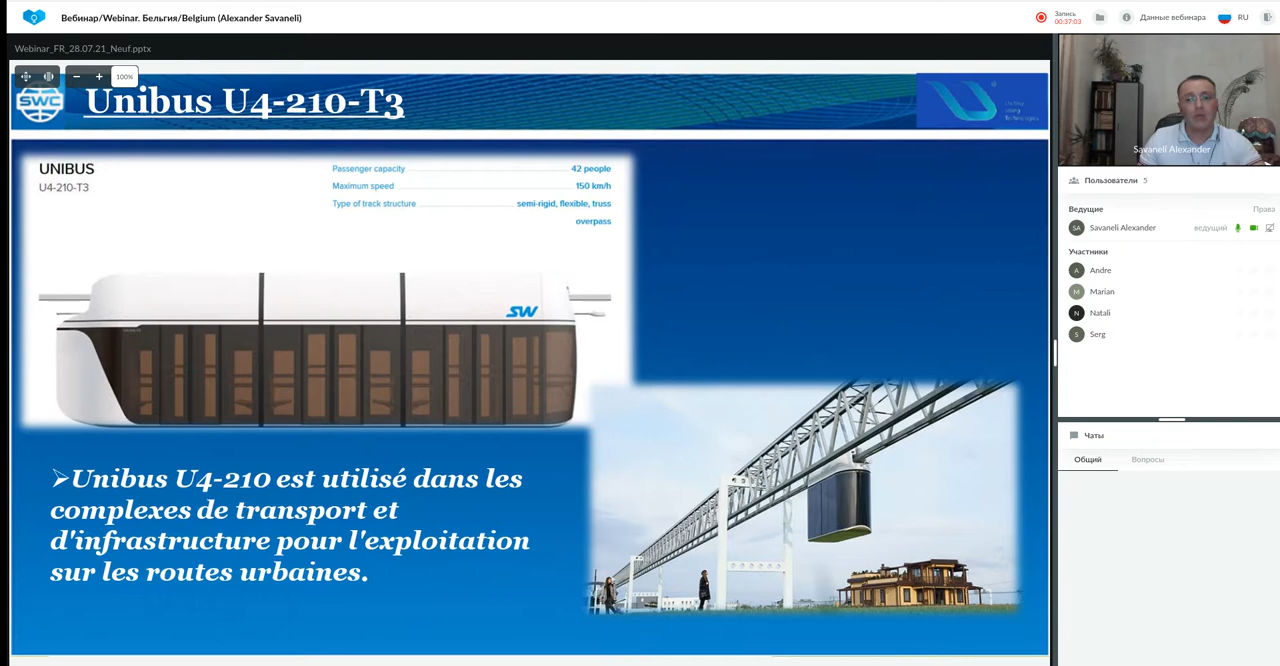 Вебинар/Webinar. Бельгия/Belgium (Alexander Savaneli)
Запись
00:37:03
Данные вебинара
RU
Webinar_FR_28.07.21_Neuf.pptx
100%
SWC
Unibus U4-210-T3
UNIBUS
U4-210-T3
Passenger capacity 42 people
Maximum speed 150 km/h
Type of track structure semi-rigid, flexible, truss
overpass
SW
➢Unibus U4-210 est utilisé dans les
complexes de transport et
d'infrastructure pour l'exploitation
sur les routes urbaines.
Savaneli Alexander
Пользователи 5
Ведущие Права
SA Savaneli Alexander ведущий
Участники
A Andre
M Marian
N Natali
S Serg
Чаты
Общий Вопросы